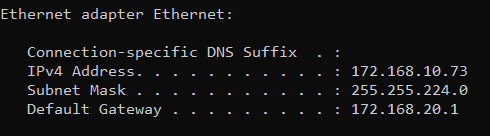 Ethernet adapter Ethernet:
Connection-specific DNS Suffix  . :
IPv4 Address. . . . . . . . . . . : 172.168.10.73
Subnet Mask . . . . . . . . . . . : 255.255.224.0
Default Gateway . . . . . . . . . : 172.168.20.1